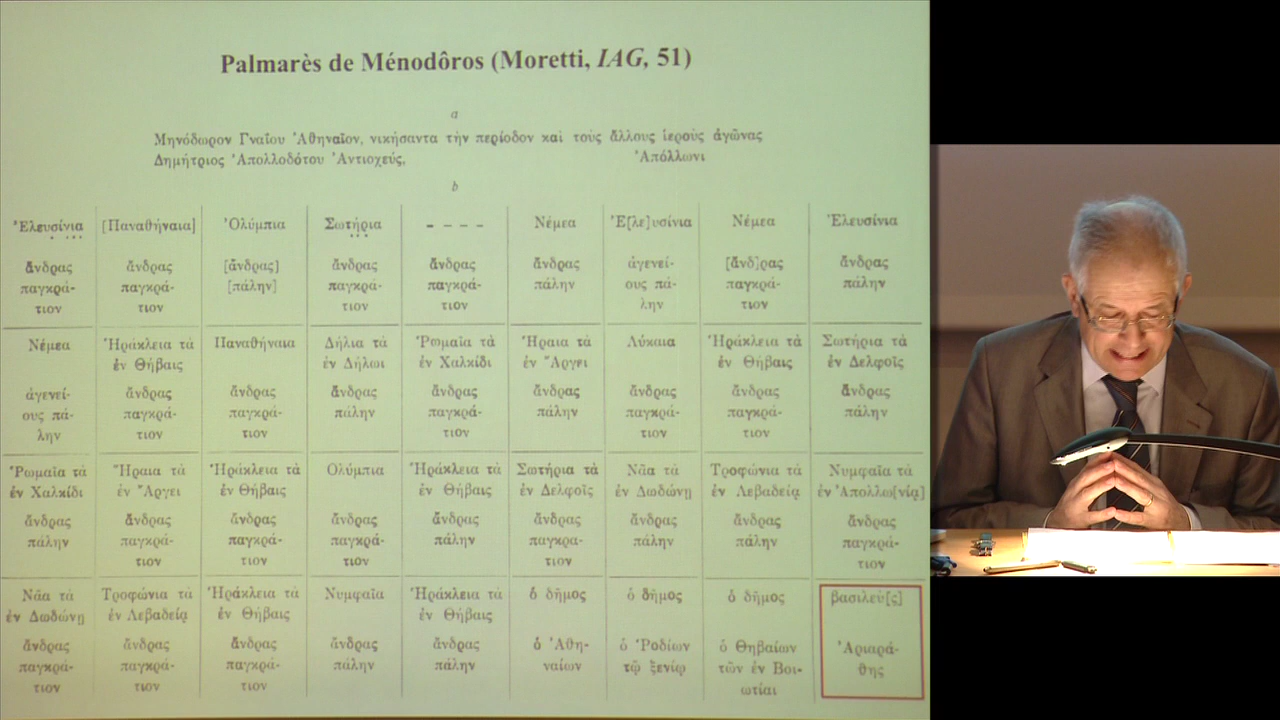 Palmarès de Ménodôros (Moretti, IAG, 51)
a
Μηνόδωρον Γναΐου Ἀθηναῖον, νικήσαντα τὴν περίοδον καὶ τοὺς ἄλλους ἱεροὺς ἀγῶνας
Δημήτριος Ἀπολλοδότου Ἀντιοχεύς, Ἀπόλλωνι
b
Ἐλευσίνια [Παναθήναια] Ὀλύμπια Σωτήρια - - - - Νέμεα Ἐ[λε]υσίνια Νέμεα Ἐλευσίνια
ἄνδρας ἄνδρας [ἄνδρας] ἄνδρας ἄνδρας ἄνδρας ἀγενεί- [ἄνδ]ρας ἄνδρας
παγκρά- παγκρά- [πάλην] παγκρά- παγκρά- πάλην ους πά- παγκρά- πάλην
τιον τιον τιον τιον λην τιον
Νέμεα Ἡράκλεια τὰ Παναθήναια Δήλια τὰ Ῥωμαῖα τὰ Ἥραια τὰ Λύκαια Ἡράκλεια τὰ Σωτήρια τὰ
ἐν Θήβαις ἐν Δήλωι ἐν Χαλκίδι ἐν Ἄργει ἐν Θήβαις ἐν Δελφοῖς
ἀγενεί- ἄνδρας ἄνδρας ἄνδρας ἄνδρας ἄνδρας ἄνδρας ἄνδρας ἄνδρας
ους πά- παγκρά- παγκρά- πάλην παγκρά- πάλην παγκρά- παγκρά- πάλην
λην τιον τιον τιον τιον τιον
Ῥωμαῖα τὰ Ἥραια τὰ Ἡράκλεια τὰ Ὀλύμπια Ἡράκλεια τὰ Σωτήρια τὰ Νᾶα τὰ Τροφώνια τὰ Νυμφαῖα τὰ
ἐν Χαλκίδι ἐν Ἄργει ἐν Θήβαις ἐν Θήβαις ἐν Δελφοῖς ἐν Δωδώνῃ ἐν Λεβαδείᾳ ἐν Ἀπολλω[νίᾳ]
ἄνδρας ἄνδρας ἄνδρας ἄνδρας ἄνδρας ἄνδρας ἄνδρας ἄνδρας ἄνδρας
πάλην παγκρά- παγκρά- παγκρά- πάλην παγκρα- πάλην πάλην παγκρά-
τιον τιον τιον τιον τιον
Νᾶα τὰ Τροφώνια τὰ Ἡράκλεια τὰ Νυμφαῖα Ἡράκλεια τὰ ὁ δῆμος ὁ δῆμος ὁ δῆμος βασιλεὺ[ς]
ἐν Δωδώνῃ ἐν Λεβαδείᾳ ἐν Θήβαις ἐν Θήβαις
ἄνδρας ἄνδρας ἄνδρας ἄνδρας ἄνδρας ὁ Ἀθη- ὁ Ῥοδίων ὁ Θηβαίων Ἀριαρά-
παγκρά- παγκρά- παγκρά- πάλην πάλην ναίων τῷ ξενίῳ τῶν ἐν Βοι- θης
τιον τιον τιον ωτίαι